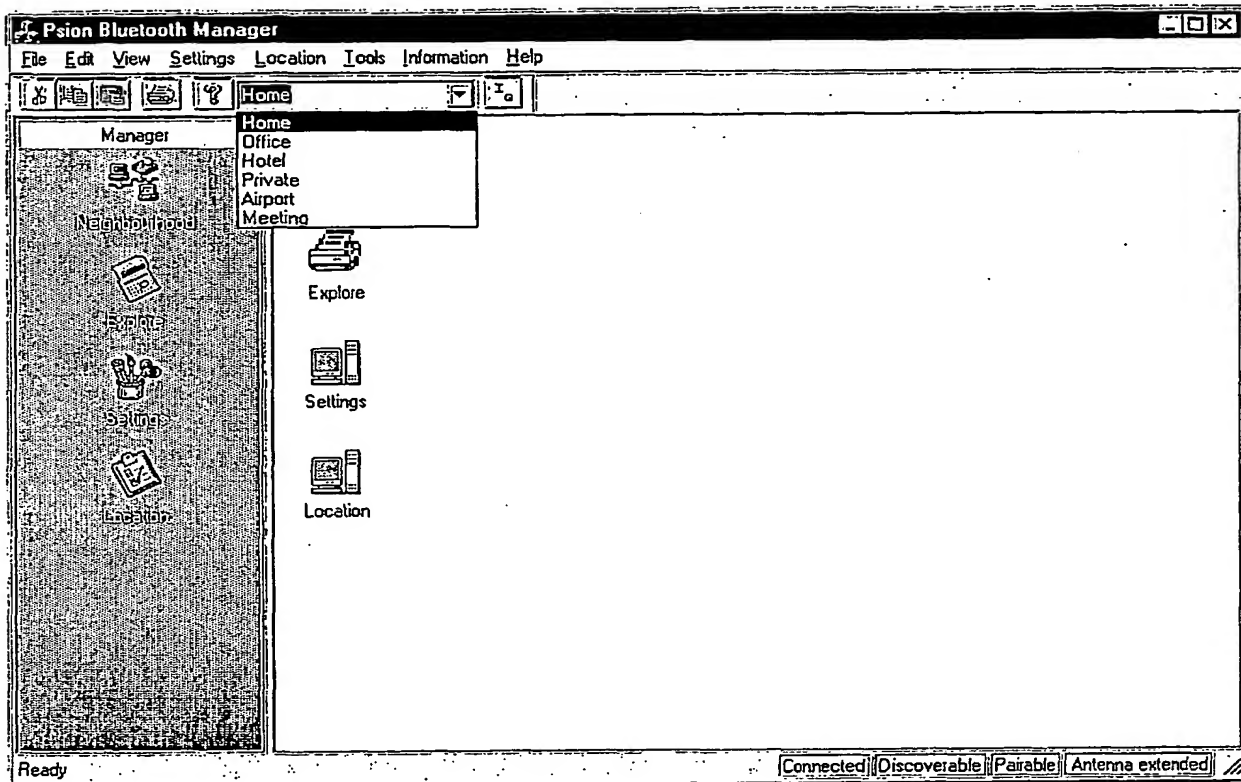 Psion Bluetooth Manager
File Edit View Settings Location Tools Information Help
Home
Manager
Home
Office
Hotel
Private
Airport
Meeting
Neighbourhood
Explore
Settings
Location
Explore
Settings
Location
Ready Connected Discoverable Pairable Antenna extended